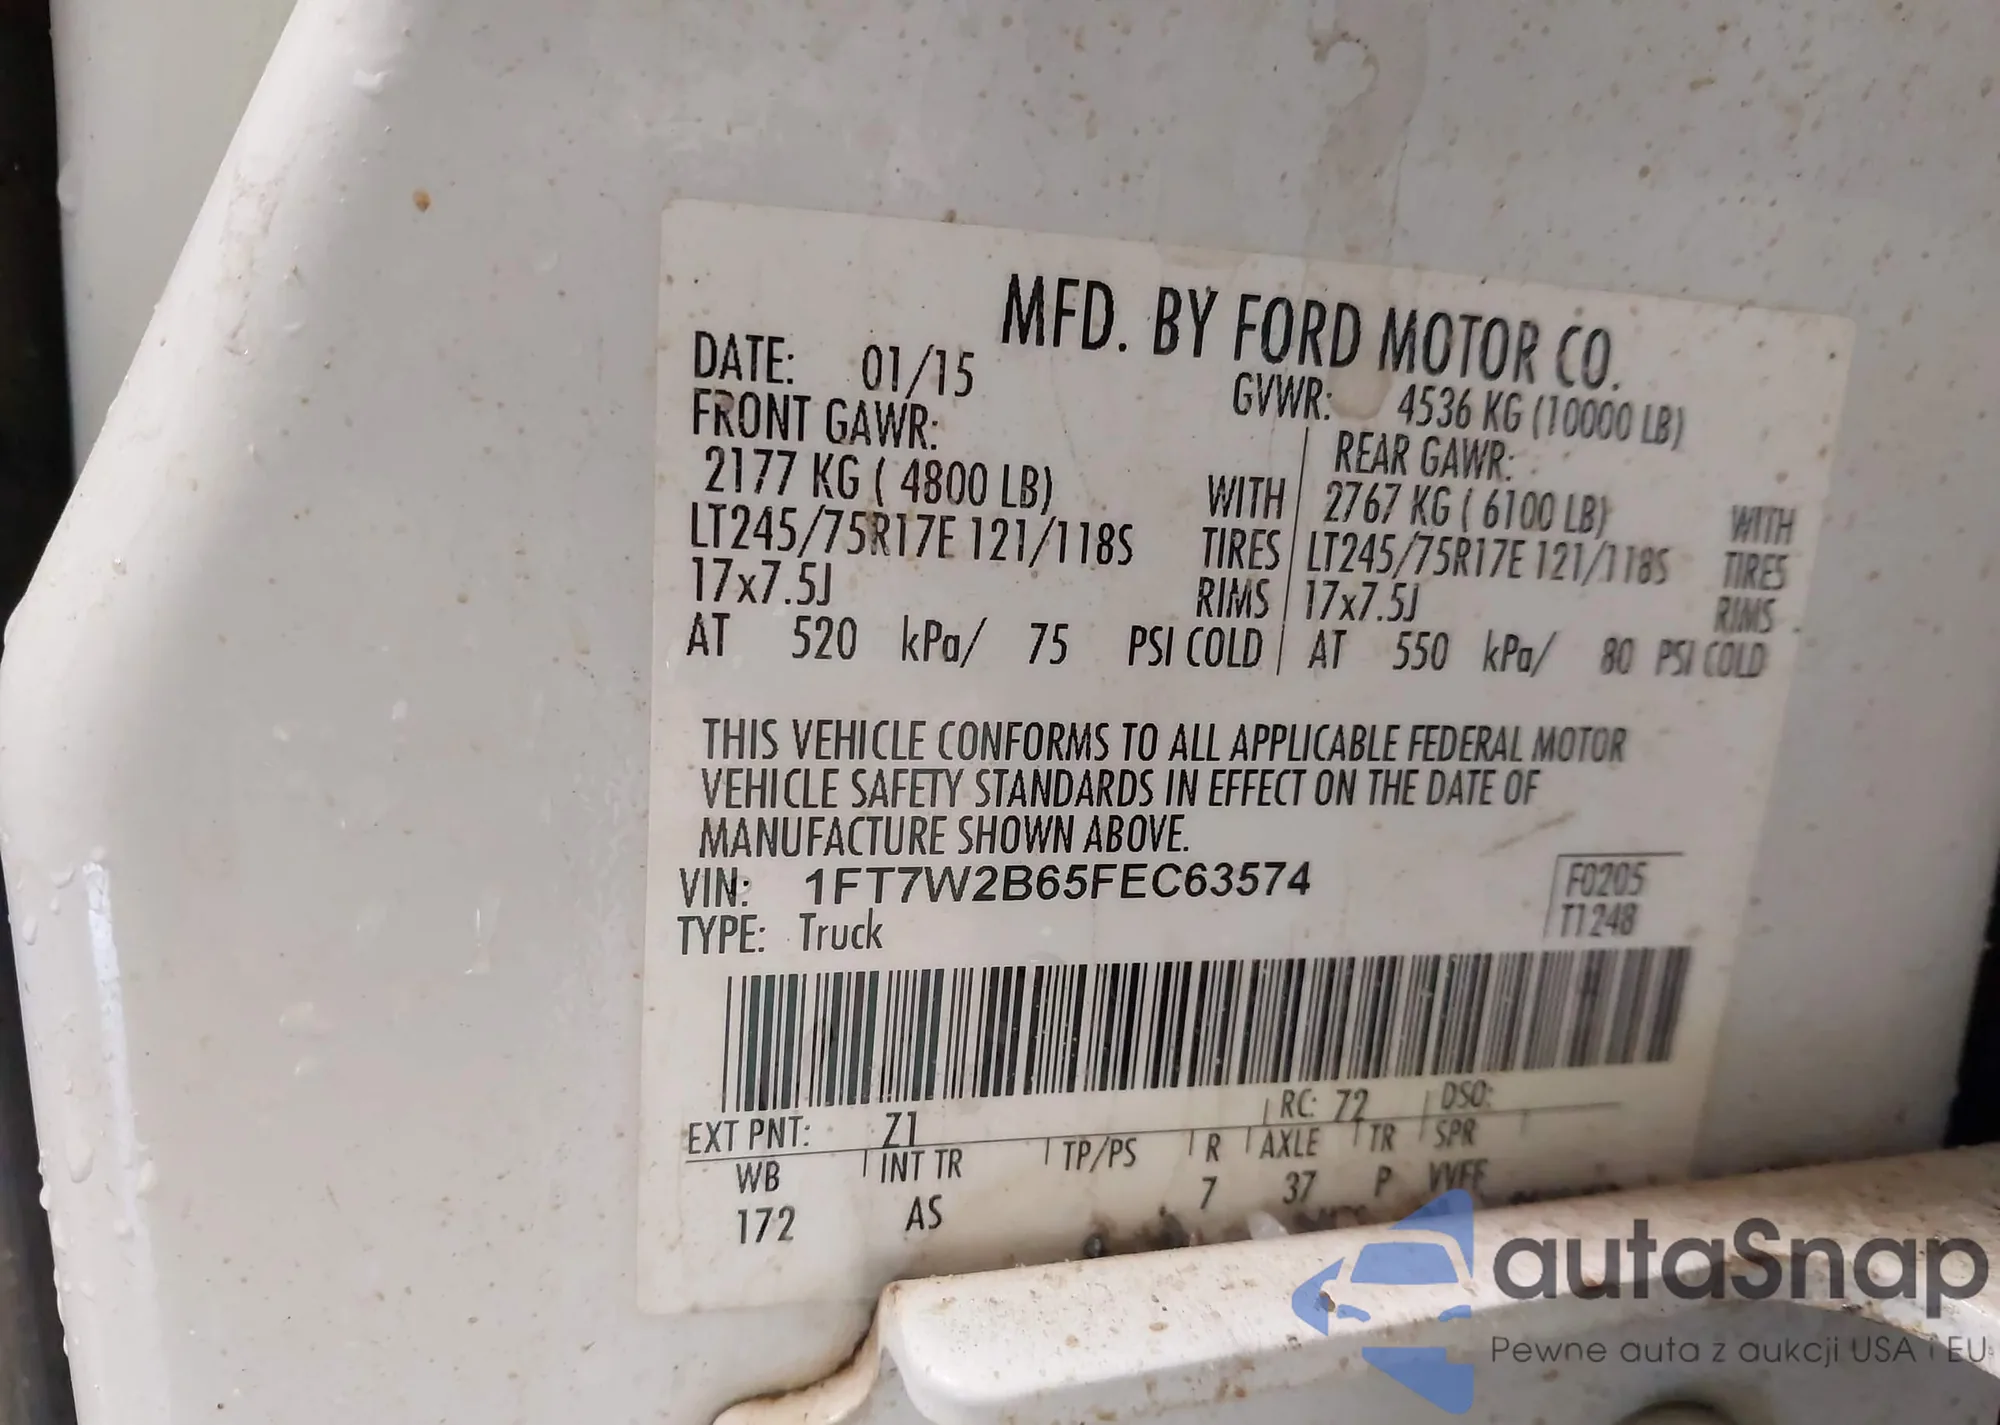 MFD. BY FORD MOTOR CO.
DATE: 01/15 GVWR: 4536 KG (10000 LB)
FRONT GAWR: REAR GAWR:
2177 KG ( 4800 LB) WITH 2767 KG ( 6100 LB) WITH
LT245/75R17E 121/118S TIRES LT245/75R17E 121/118S TIRES
17x7.5J RIMS 17x7.5J RIMS
AT 520 kPa/ 75 PSI COLD AT 550 kPa/ 80 PSI COLD
THIS VEHICLE CONFORMS TO ALL APPLICABLE FEDERAL MOTOR
VEHICLE SAFETY STANDARDS IN EFFECT ON THE DATE OF
MANUFACTURE SHOWN ABOVE.
VIN: 1FT7W2B65FEC63574 F0205
TYPE: Truck T1248
EXT PNT: Z1 RC: 72 DSO:
WB INT TR TP/PS R AXLE TR SPR
172 AS 7 37 P
autaSnap
Pewne auta z aukcji USA i EU